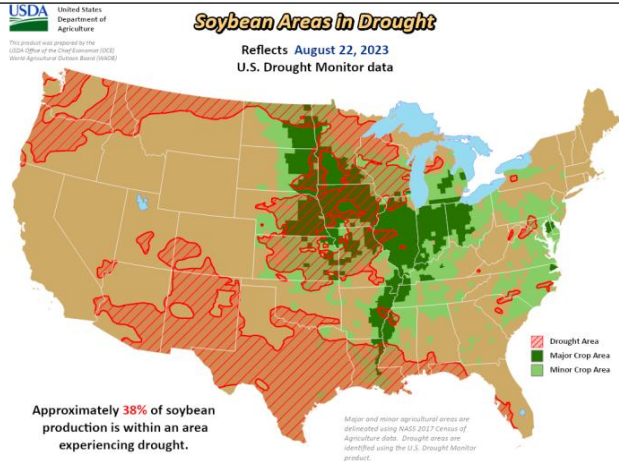 USDA
United States
Department of
Agriculture
This product was prepared by the
USDA Office of the Chief Economist (OCE)
World Agricultural Outlook Board (WAOB)
Soybean Areas in Drought
Reflects August 22, 2023
U.S. Drought Monitor data
Drought Area
Major Crop Area
Minor Crop Area
Approximately 38% of soybean
production is within an area
experiencing drought.
Major and minor agricultural areas are
delineated using NASS 2017 Census of
Agriculture data. Drought areas are
identified using the U.S. Drought Monitor
product.